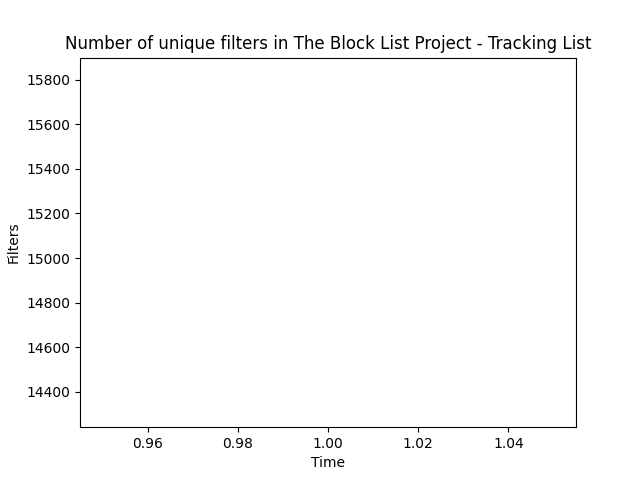 Number of unique filters in The Block List Project - Tracking List
15800
15600
15400
15200
15000
14800
14600
14400
Filters
0.96 0.98 1.00 1.02 1.04
Time